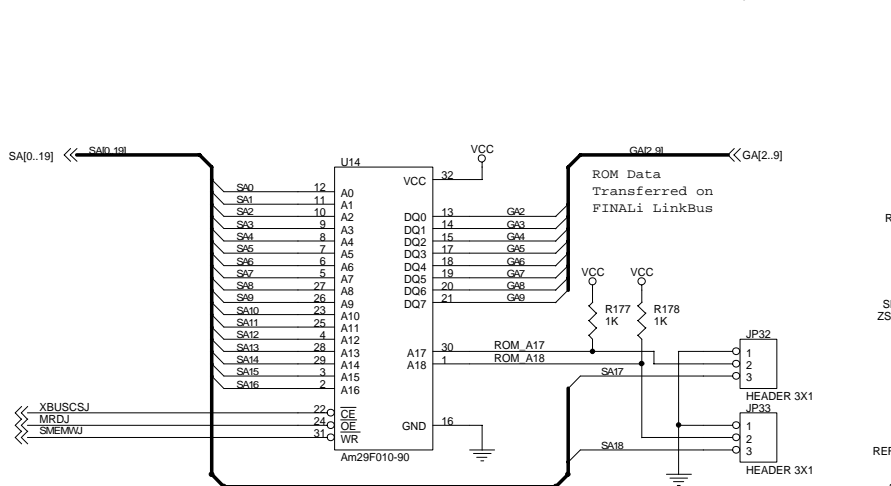 SA[0..19]
SA[0..19]
U14
VCC
GA[2..9]
GA[2..9]
ROM Data
Transferred on
FINALi LinkBus
VCC 32
SA0 12 A0
SA1 11 A1
SA2 10 A2
SA3 9 A3
SA4 8 A4
SA5 7 A5
SA6 6 A6
SA7 5 A7
SA8 27 A8
SA9 26 A9
SA10 23 A10
SA11 25 A11
SA12 4 A12
SA13 28 A13
SA14 29 A14
SA15 3 A15
SA16 2 A16
DQ0 13 GA2
DQ1 14 GA3
DQ2 15 GA4
DQ3 17 GA5
DQ4 18 GA6
DQ5 19 GA7
DQ6 20 GA8
DQ7 21 GA9
VCC
VCC
R177
1K
R178
1K
A17 30 ROM_A17
A18 1 ROM_A18
SA17
JP32
1
2
3
HEADER 3X1
XBUSCSJ 22 CE
MRDJ 24 OE
SMEMWJ 31 WR
GND 16
Am29F010-90
SA18
JP33
1
2
3
HEADER 3X1